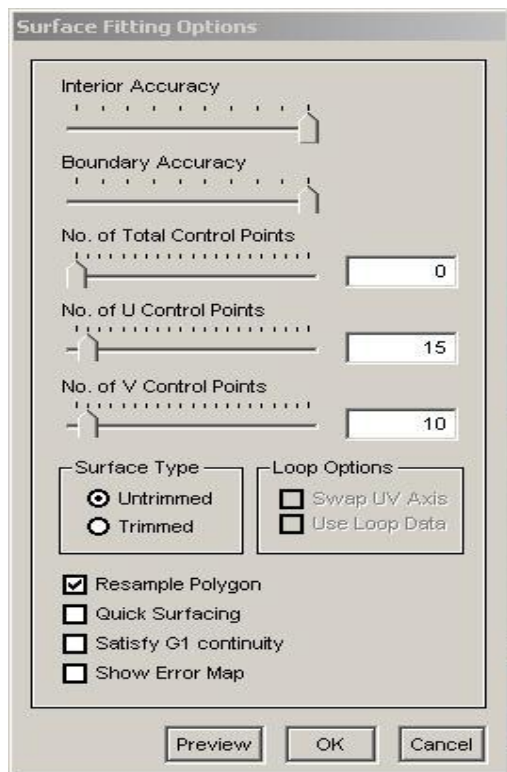 Surface Fitting Options
Interior Accuracy
Boundary Accuracy
No. of Total Control Points
0
No. of U Control Points
15
No. of V Control Points
10
Surface Type
Untrimmed
Trimmed
Loop Options
Swap UV Axis
Use Loop Data
Resample Polygon
Quick Surfacing
Satisfy G1 continuity
Show Error Map
Preview OK Cancel